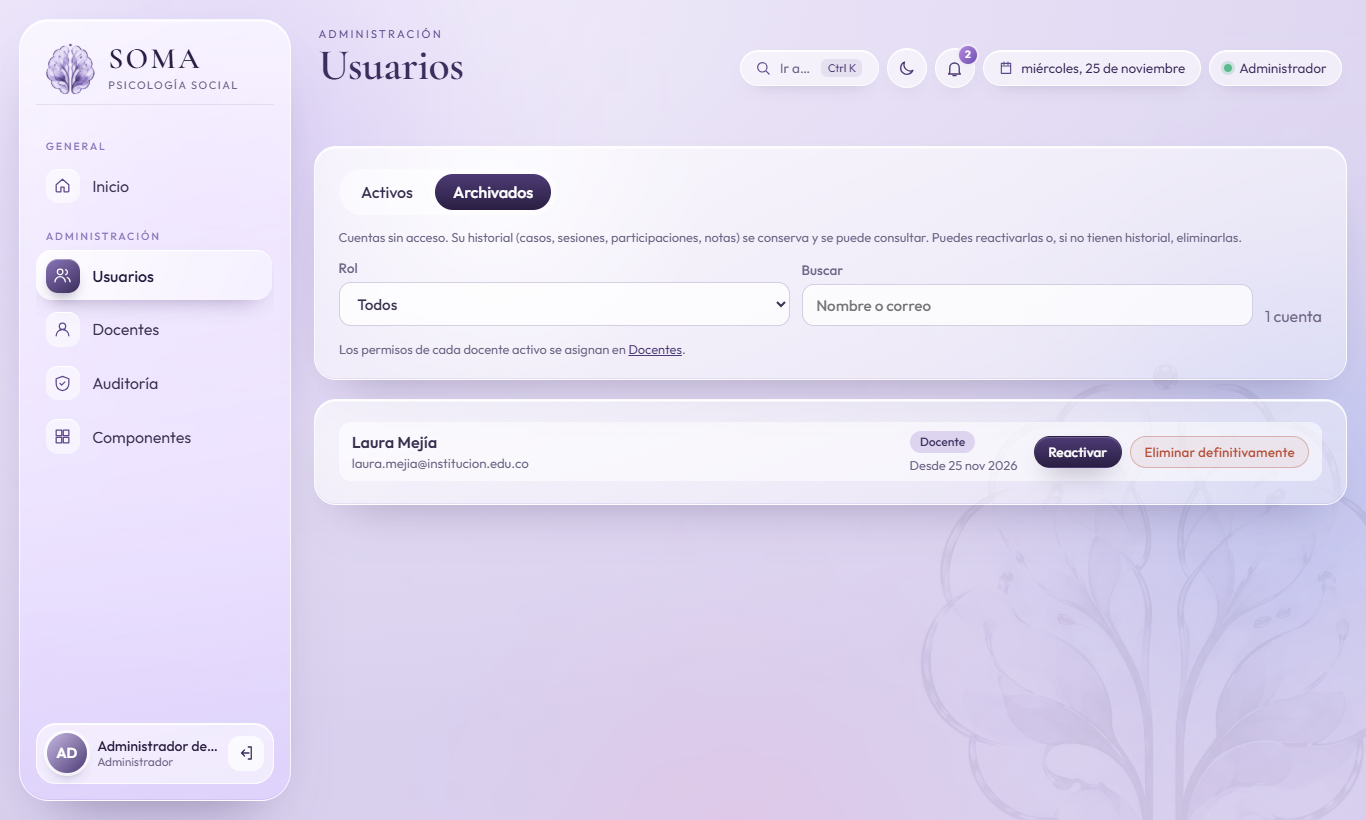 SOMA
PSICOLOGÍA SOCIAL
GENERAL
Inicio
ADMINISTRACIÓN
Usuarios
Docentes
Auditoría
Componentes
AD
Administrador de...
Administrador
ADMINISTRACIÓN
Usuarios
Ir a... Ctrl K
2
miércoles, 25 de noviembre
Administrador
Activos Archivados
Cuentas sin acceso. Su historial (casos, sesiones, participaciones, notas) se conserva y se puede consultar. Puedes reactivarlas o, si no tienen historial, eliminarlas.
Rol
Todos
Buscar
Nombre o correo
1 cuenta
Los permisos de cada docente activo se asignan en Docentes.
Laura Mejía
laura.mejia@institucion.edu.co
Docente
Desde 25 nov 2026
Reactivar
Eliminar definitivamente